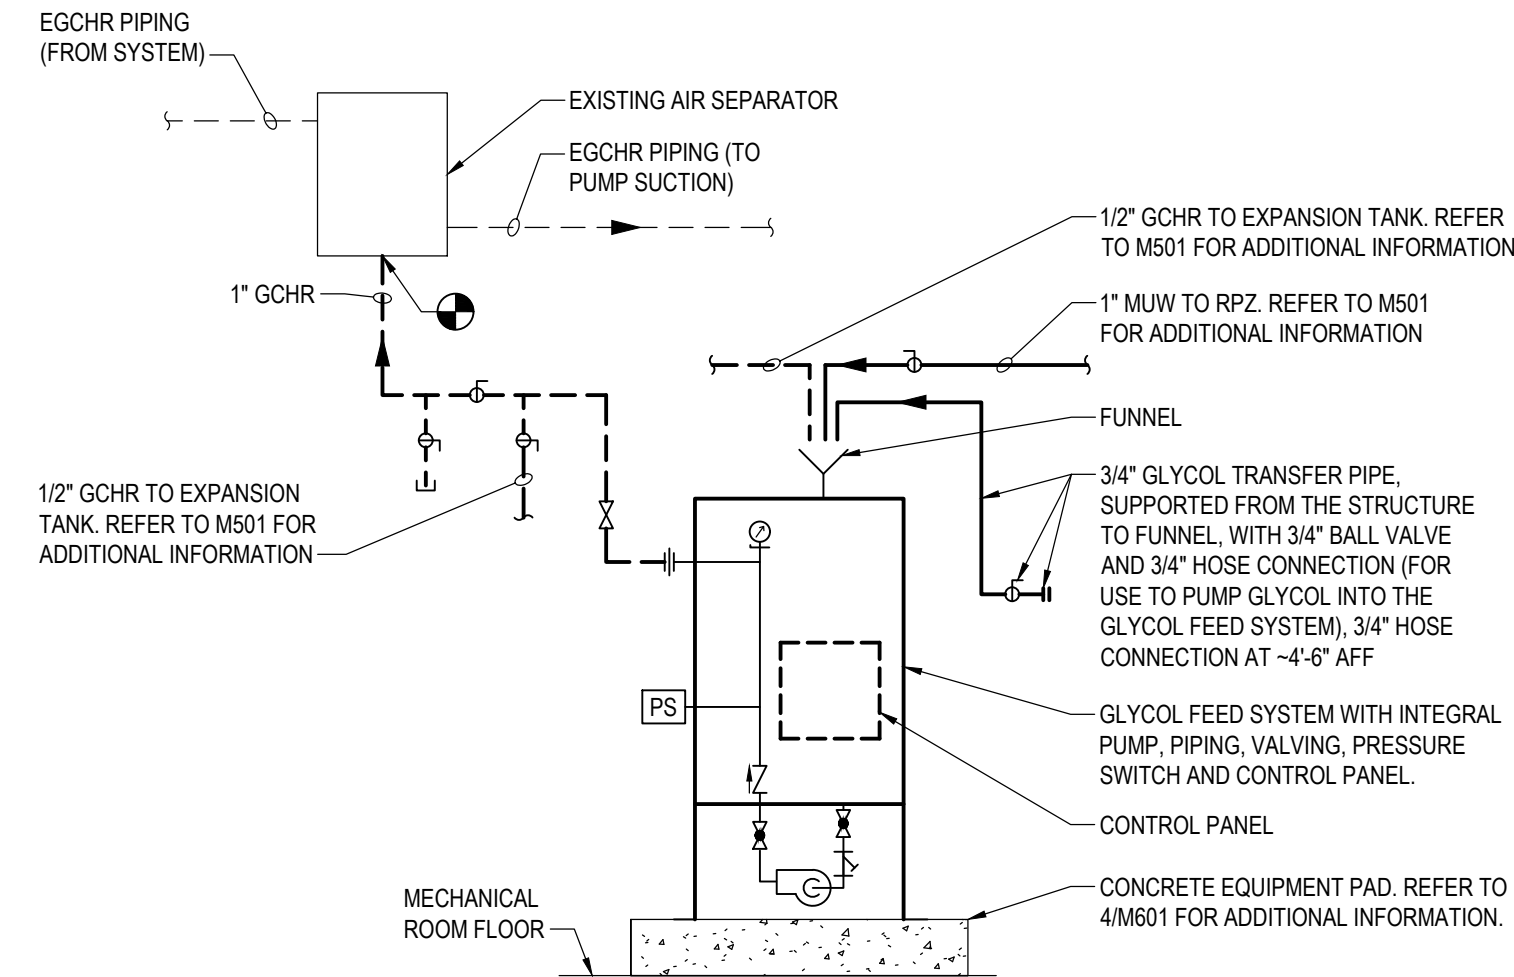 EGCHR PIPING
(FROM SYSTEM)
EXISTING AIR SEPARATOR
EGCHR PIPING (TO
PUMP SUCTION)
1/2" GCHR TO EXPANSION TANK. REFER
TO M501 FOR ADDITIONAL INFORMATION
1" GCHR
1" MUW TO RPZ. REFER TO M501
FOR ADDITIONAL INFORMATION
FUNNEL
1/2" GCHR TO EXPANSION
TANK. REFER TO M501 FOR
ADDITIONAL INFORMATION
3/4" GLYCOL TRANSFER PIPE,
SUPPORTED FROM THE STRUCTURE
TO FUNNEL, WITH 3/4" BALL VALVE
AND 3/4" HOSE CONNECTION (FOR
USE TO PUMP GLYCOL INTO THE
GLYCOL FEED SYSTEM), 3/4" HOSE
CONNECTION AT ~4'-6" AFF
PS
GLYCOL FEED SYSTEM WITH INTEGRAL
PUMP, PIPING, VALVING, PRESSURE
SWITCH AND CONTROL PANEL.
CONTROL PANEL
MECHANICAL
ROOM FLOOR
CONCRETE EQUIPMENT PAD. REFER TO
4/M601 FOR ADDITIONAL INFORMATION.